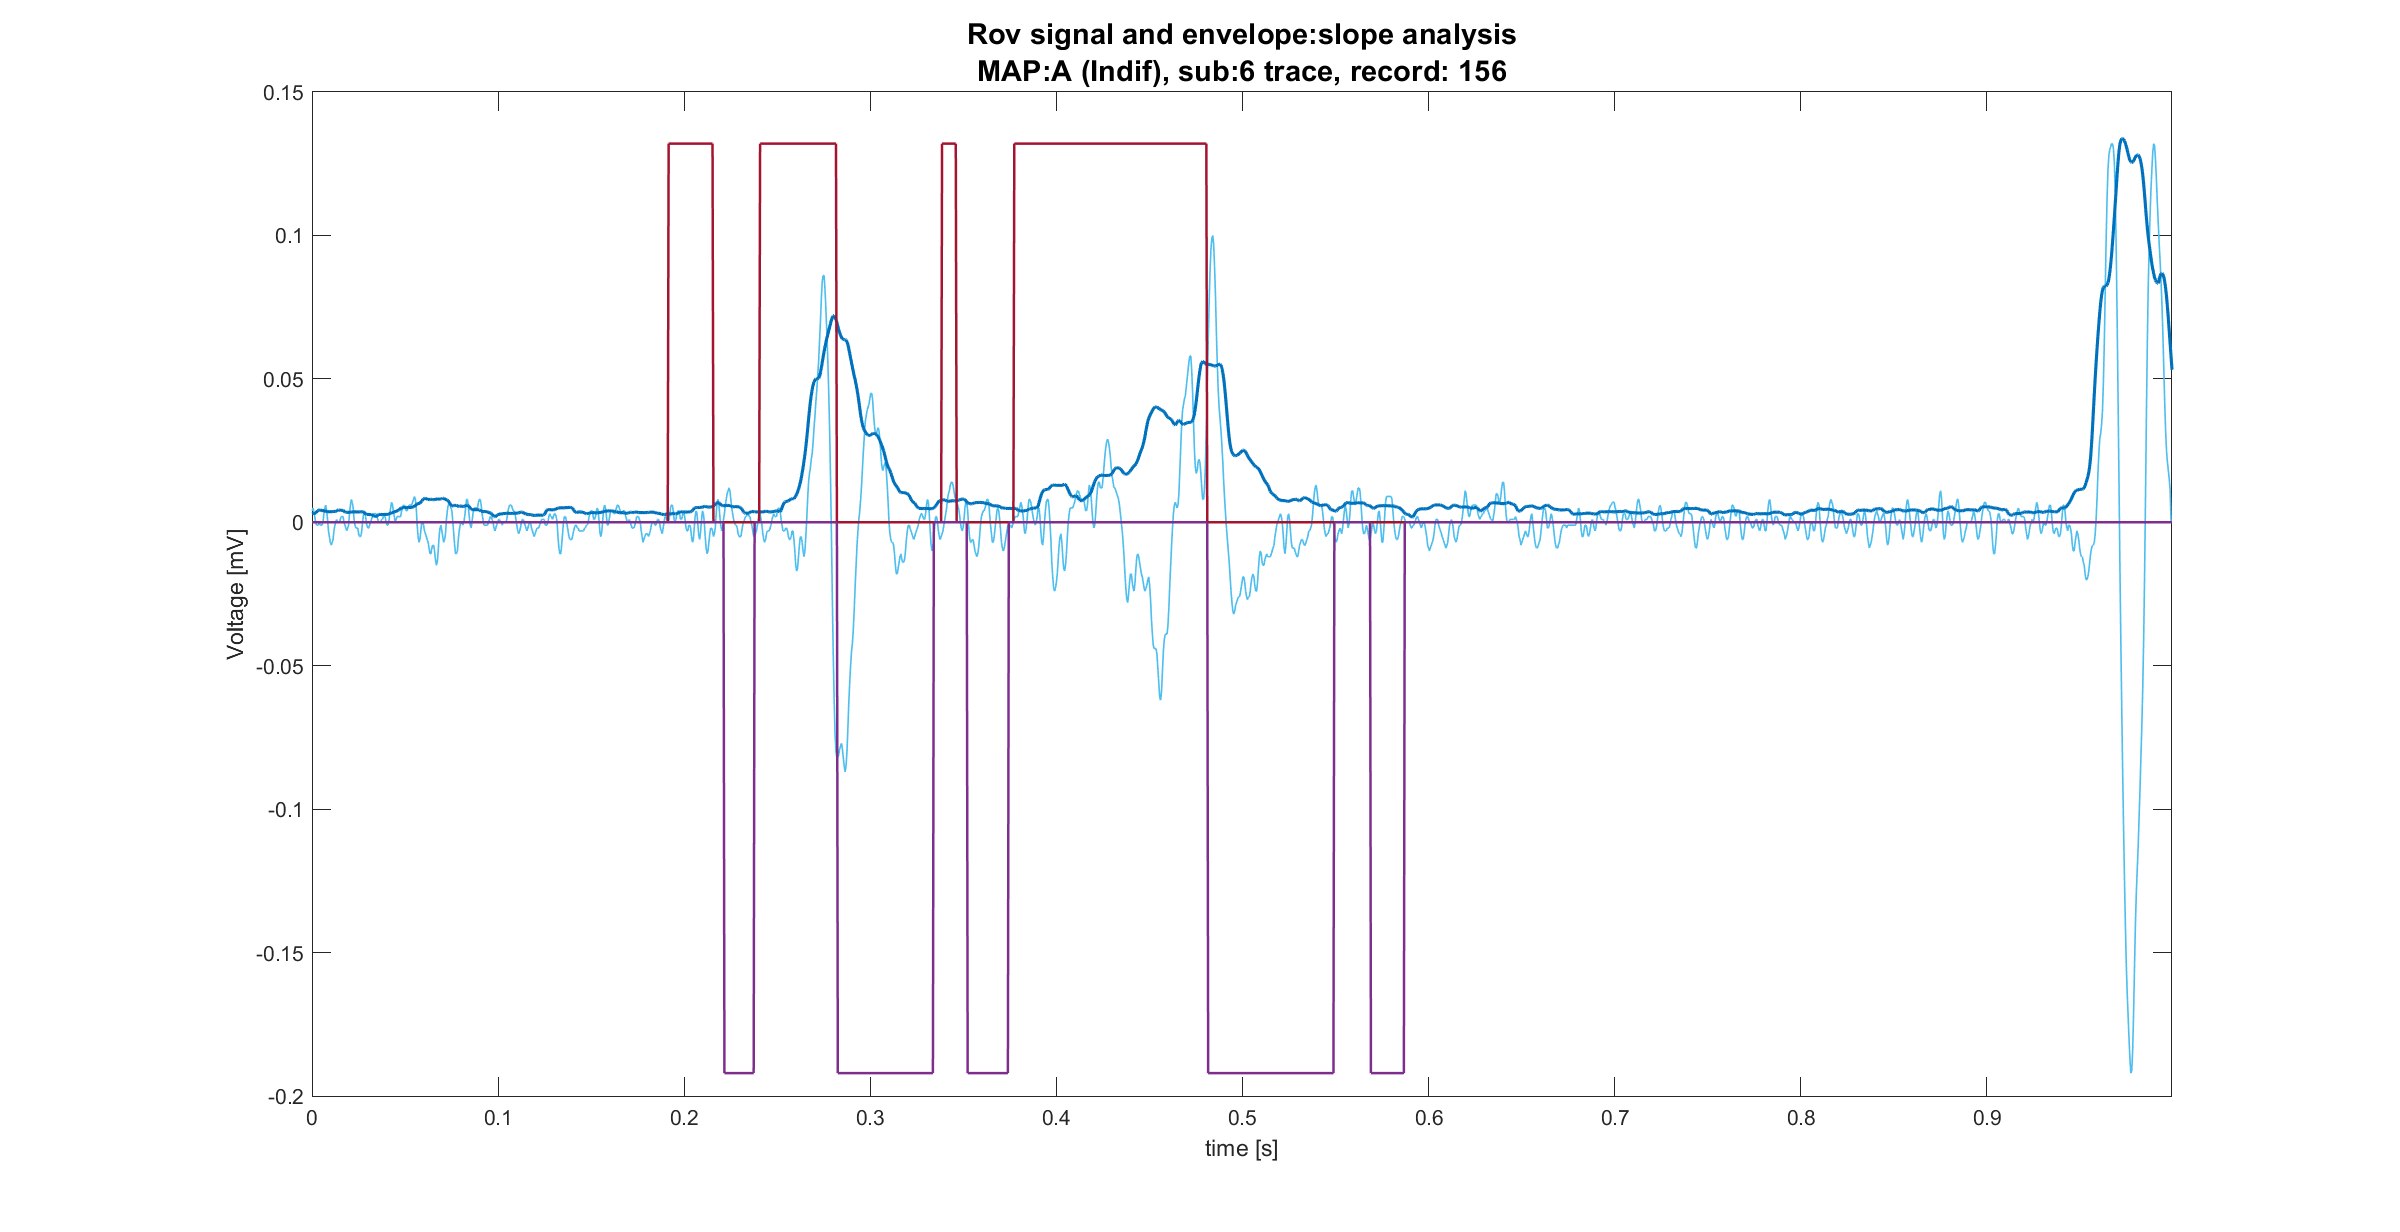 Rov signal and envelope:slope analysis
MAP:A (Indif), sub:6 trace, record: 156
0.15
0.1
0.05
0
-0.05
-0.1
-0.15
-0.2
Voltage [mV]
0 0.1 0.2 0.3 0.4 0.5 0.6 0.7 0.8 0.9
time [s]